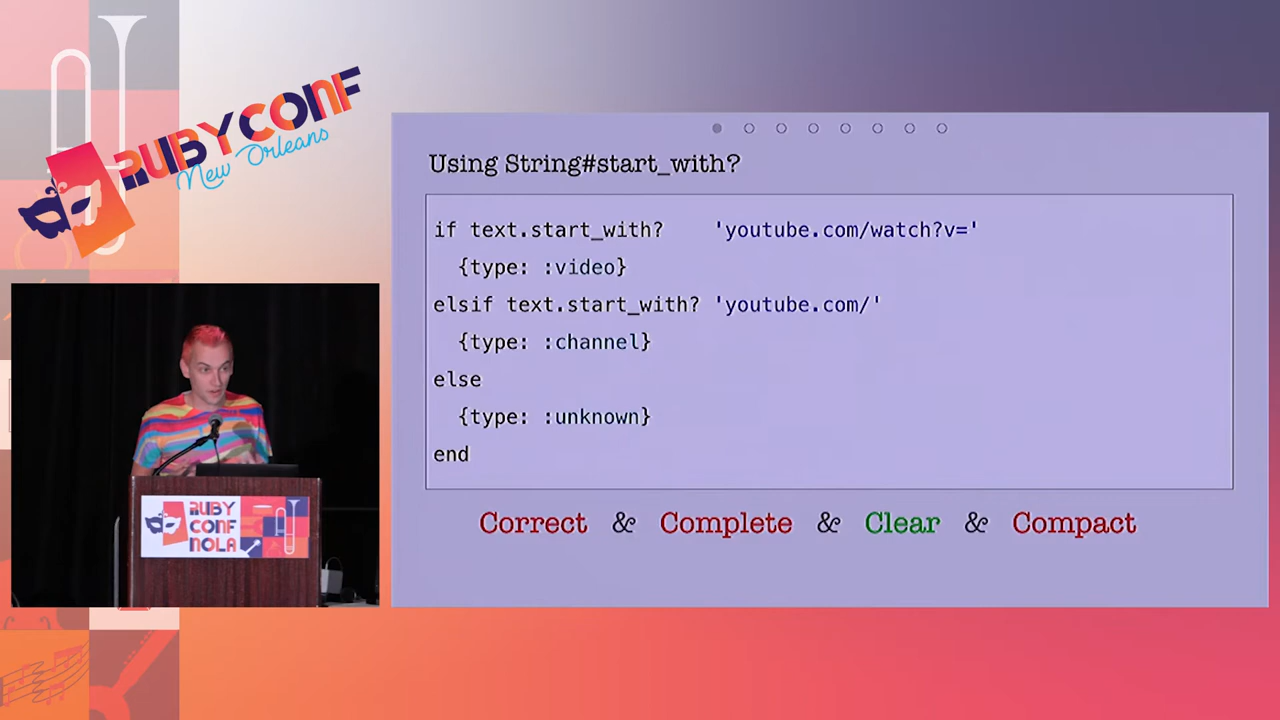 RUBYCONF
New Orleans
Using String#start_with?
if text.start_with?    'youtube.com/watch?v='
  {type: :video}
elsif text.start_with? 'youtube.com/'
  {type: :channel}
else
  {type: :unknown}
end
Correct & Complete & Clear & Compact
RUBY
CONF
NOLA